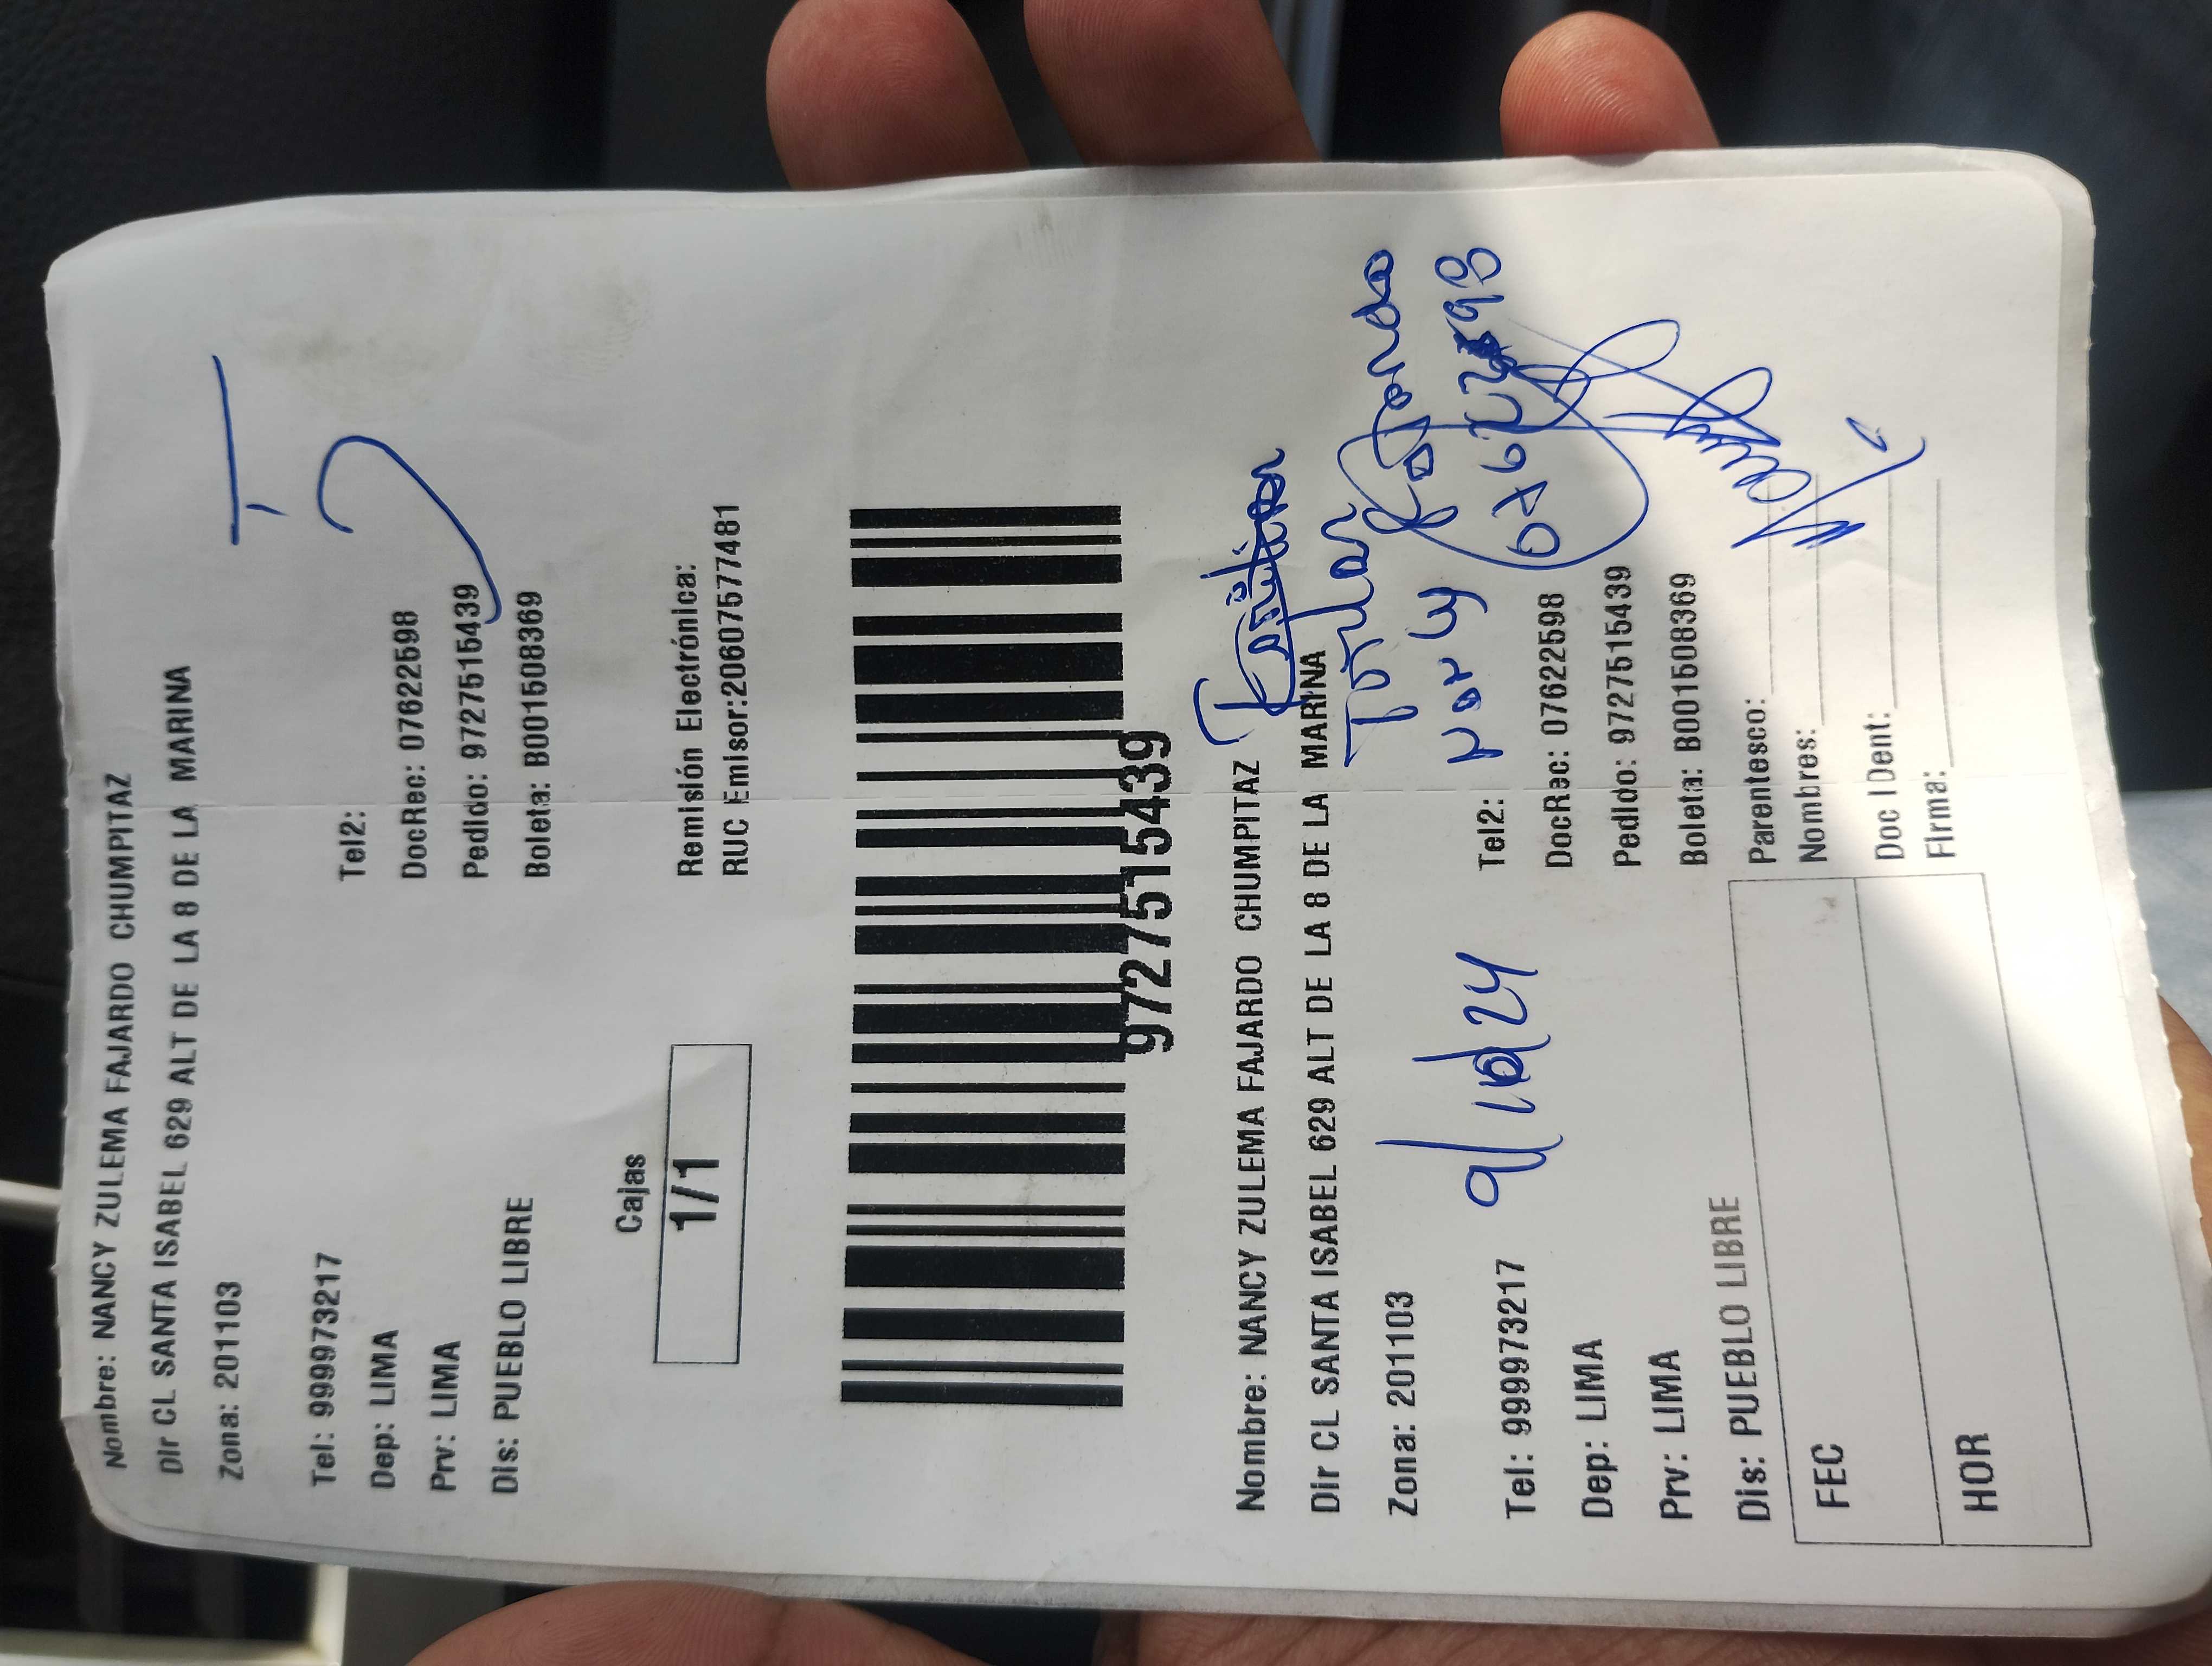 Nombre: NANCY ZULEMA FAJARDO CHUMPITAZ
Dir CL SANTA ISABEL 629 ALT DE LA 8 DE LA MARINA
Zona: 201103
Tel: 999973217
Tel2:
Dep: LIMA
DocRec: 07622598
Prv: LIMA
Pedido: 9727515439
Dis: PUEBLO LIBRE
Boleta: B001508369
Cajas
1/1
Remisión Electrónica:
RUC Emisor:20607577481
9727515439
Nombre: NANCY ZULEMA FAJARDO CHUMPITAZ
Dir CL SANTA ISABEL 629 ALT DE LA 8 DE LA MARINA
Titular
Zona: 201103
9/10/24
Tel: 999973217
Tel2:
Dep: LIMA
DocRec: 07622598
Prv: LIMA
Pedido: 9727515439
Dis: PUEBLO LIBRE
Boleta: B001508369
FEC
HOR
Parentesco:
Nombres:
Doc IDent:
Firma: